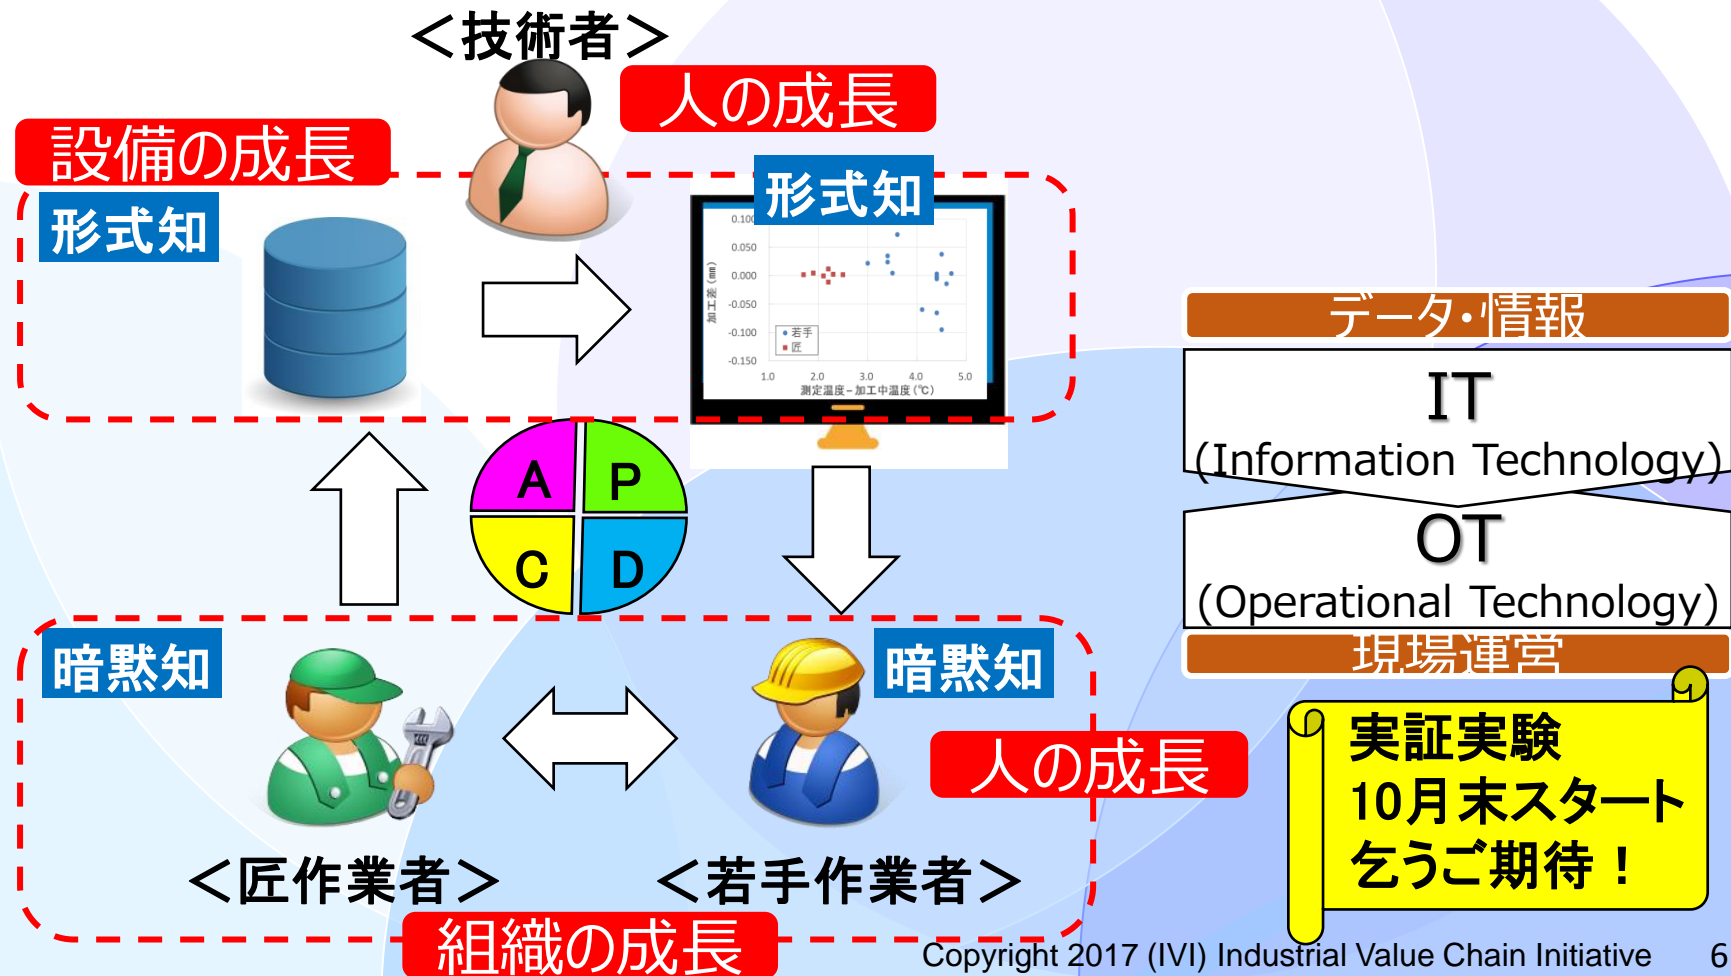 ＜技術者＞
人の成長
設備の成長
形式知
形式知
0.100
0.050
0.000
-0.050
-0.100
-0.150
加工差（㎜）
若手
匠
1.0 2.0 3.0 4.0 5.0
測定温度－加工中温度（℃）
A P
C D
暗黙知
暗黙知
人の成長
＜匠作業者＞ ＜若手作業者＞
組織の成長
データ・情報
IT
(Information Technology)
OT
(Operational Technology)
現場運営
実証実験
10月末スタート
乞うご期待！
Copyright 2017 (IVI) Industrial Value Chain Initiative 6